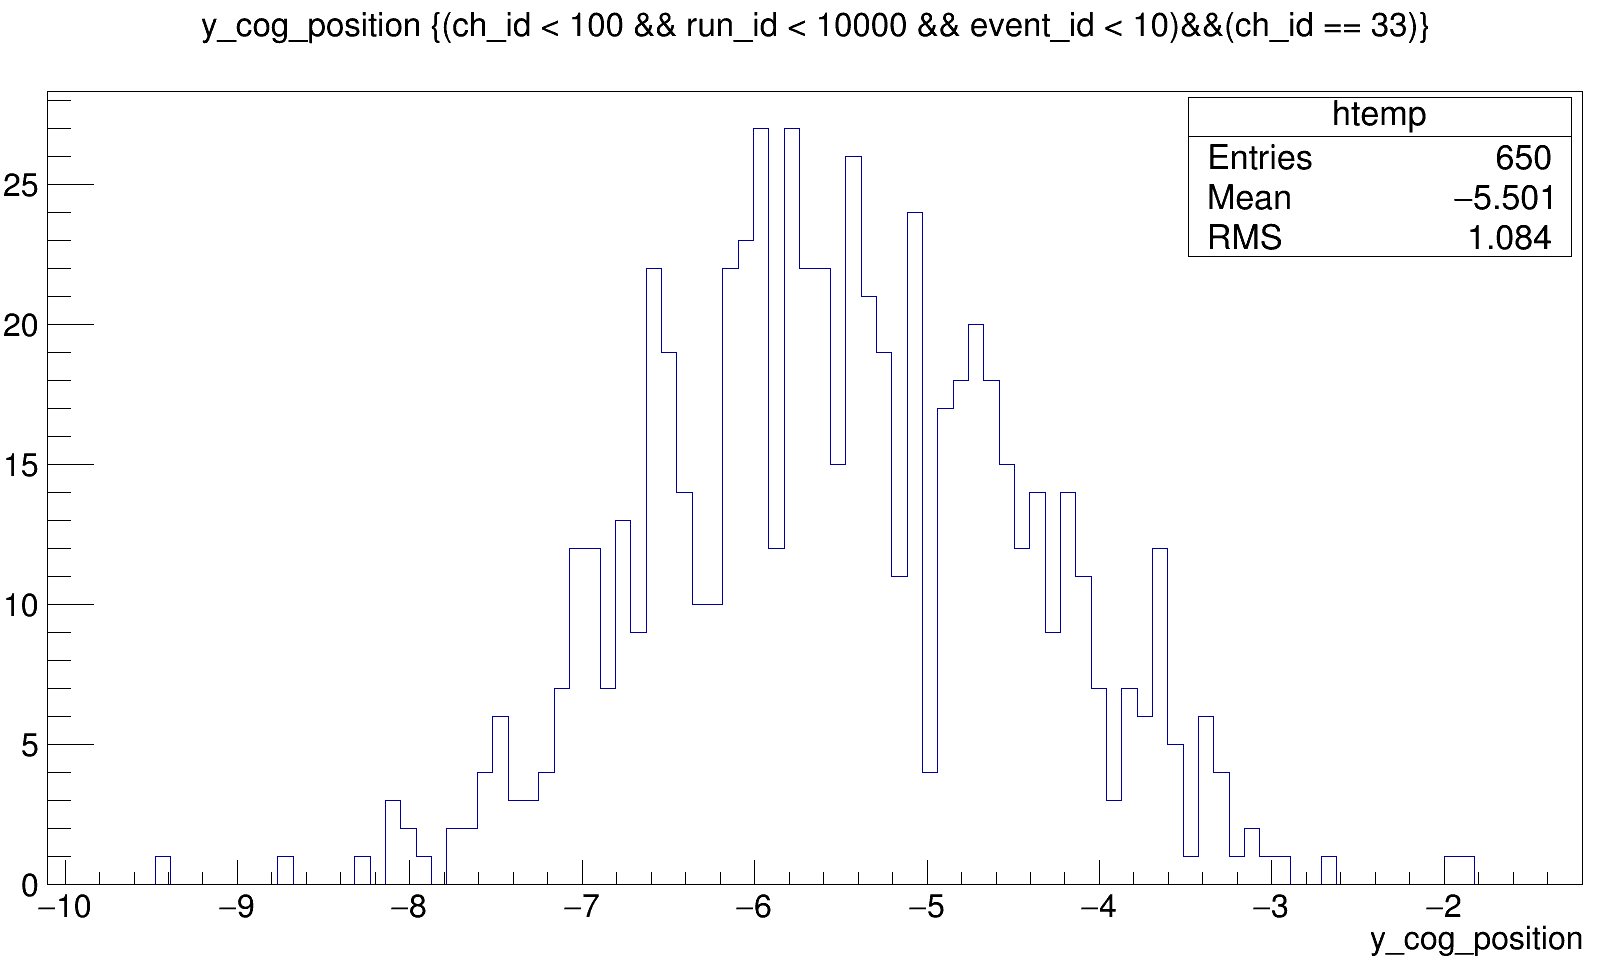 y_cog_position {(ch_id < 100 && run_id < 10000 && event_id < 10)&&(ch_id == 33)}
htemp
Entries 650
Mean −5.501
RMS 1.084
25
20
15
10
5
0
−10 −9 −8 −7 −6 −5 −4 −3 −2
y_cog_position